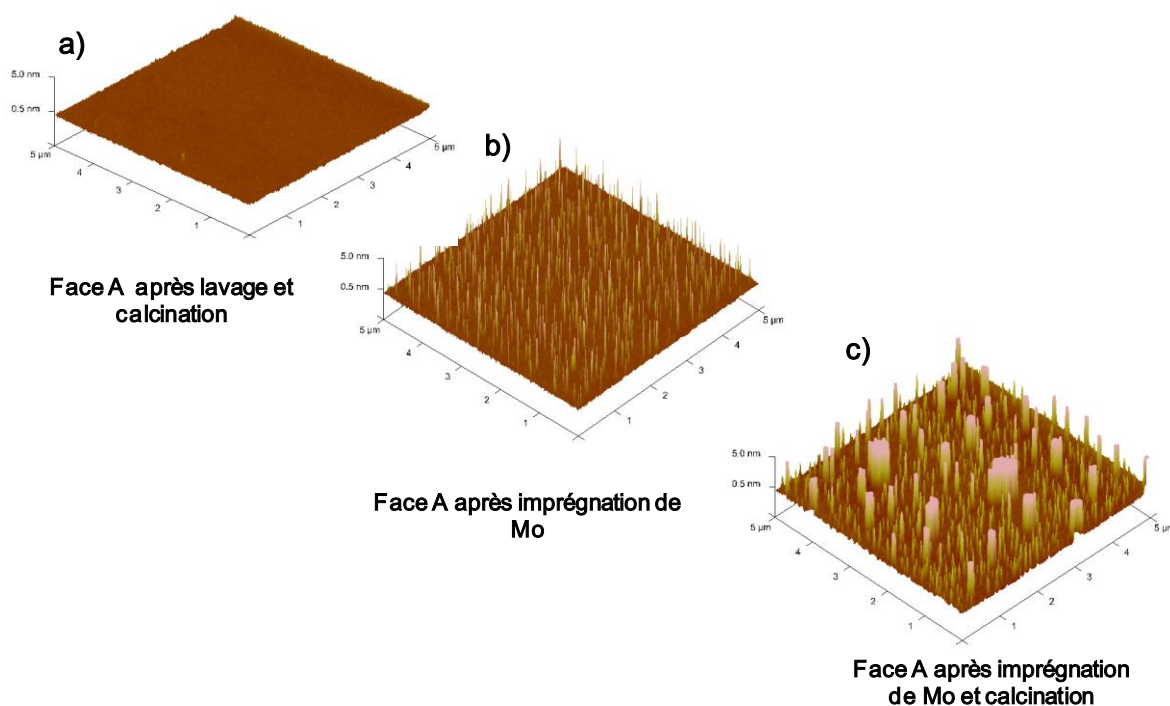 a)
5.0 nm
0.5 nm
5 µm
4
3
2
1
1
2
3
4
5 µm
Face A après lavage et
calcination
b)
5.0 nm
0.5 nm
5 µm
4
3
2
1
1
2
3
4
5 µm
Face A après imprégnation de
Mo
c)
5.0 nm
0.5 nm
5 µm
4
3
2
1
1
2
3
4
5 µ
Face A après imprégnation
de Mo et calcination